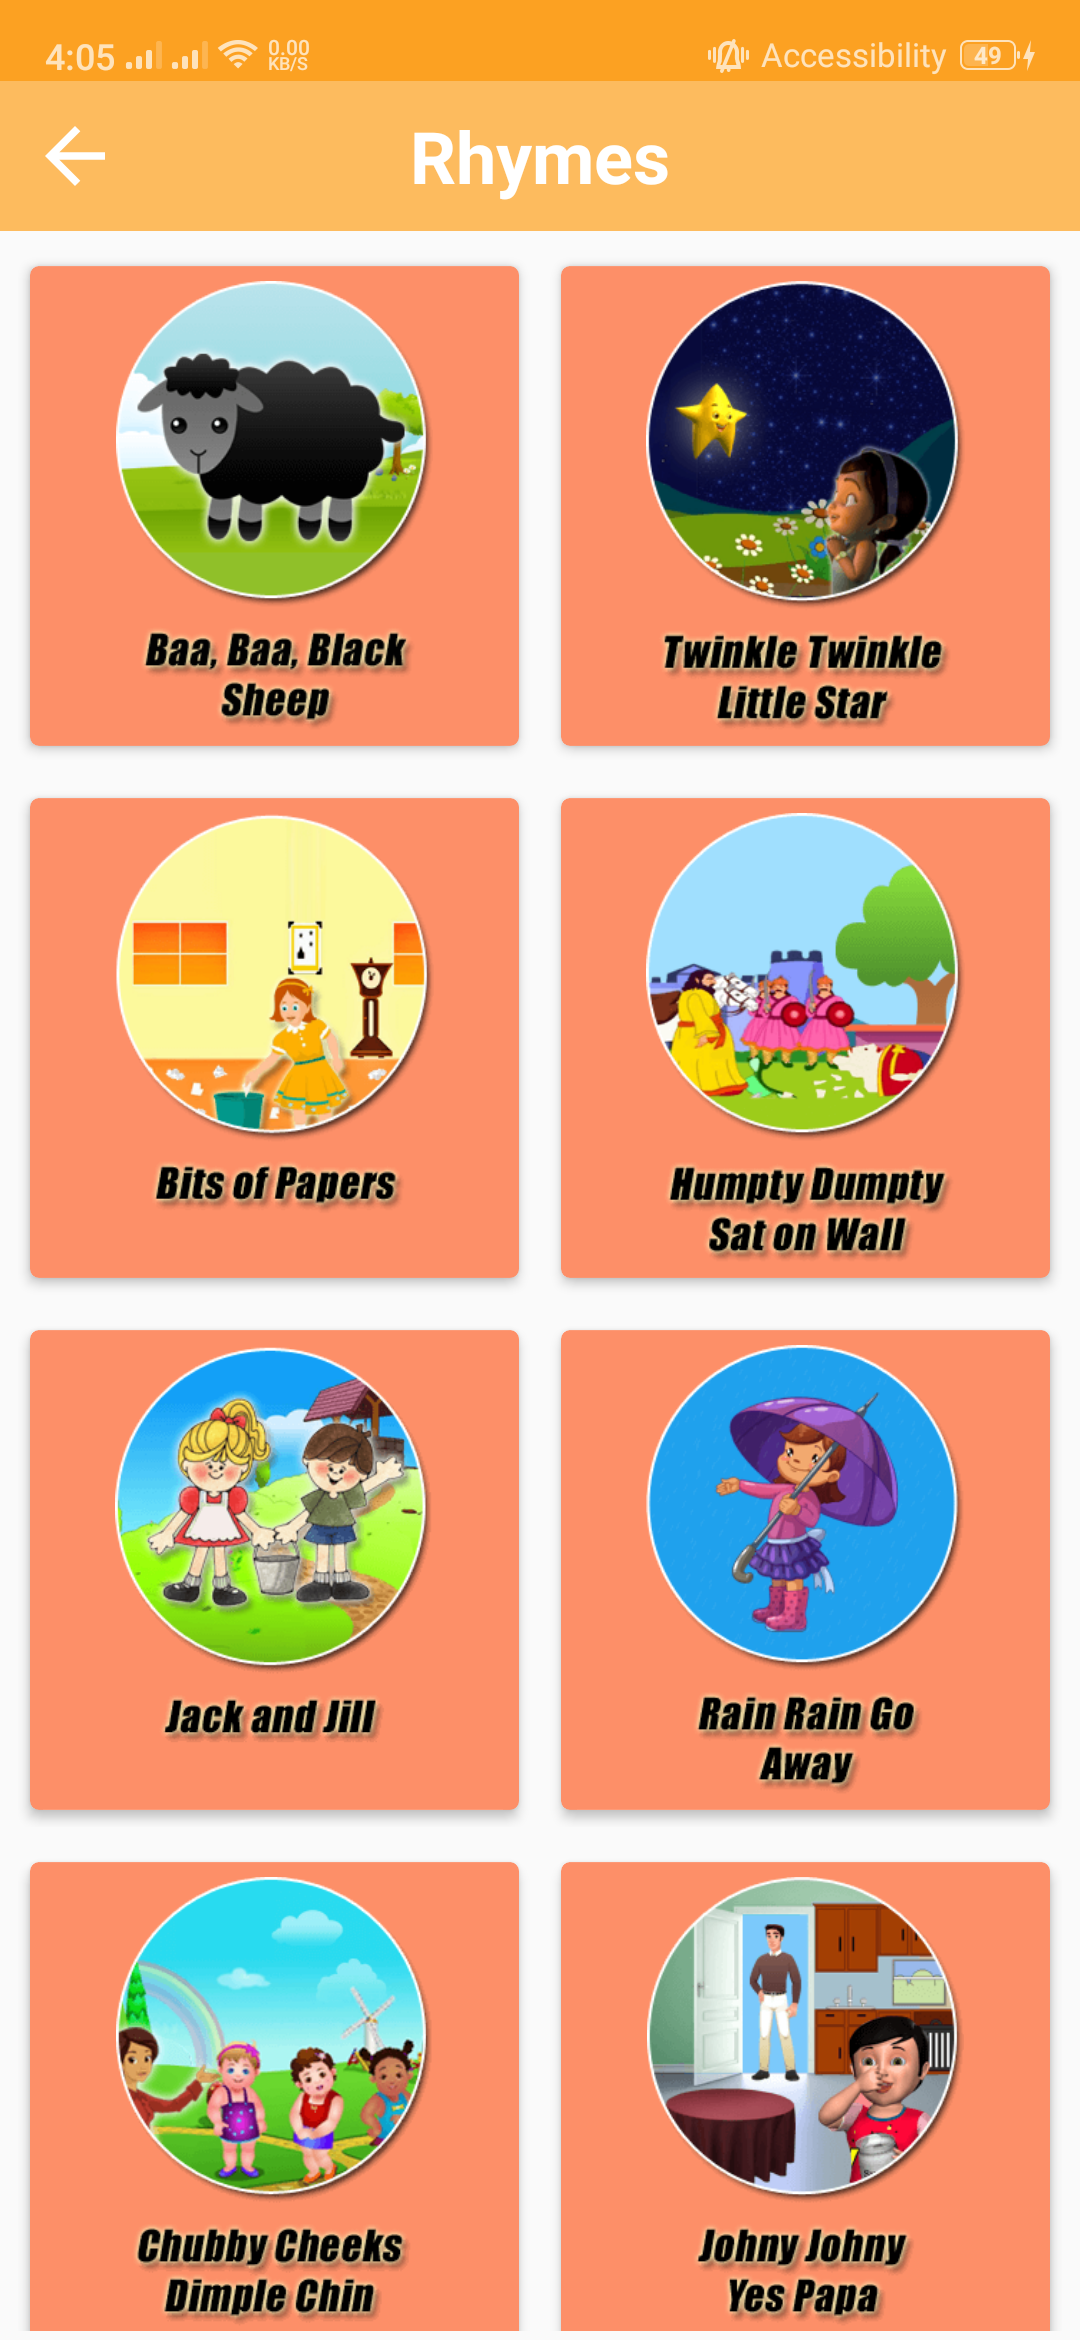 4:05 0.00 KB/S Accessibility 49
Rhymes
Baa, Baa, Black
Sheep
Twinkle Twinkle
Little Star
Bits of Papers
Humpty Dumpty
Sat on Wall
Jack and Jill
Rain Rain Go
Away
Chubby Cheeks
Dimple Chin
Johny Johny
Yes Papa